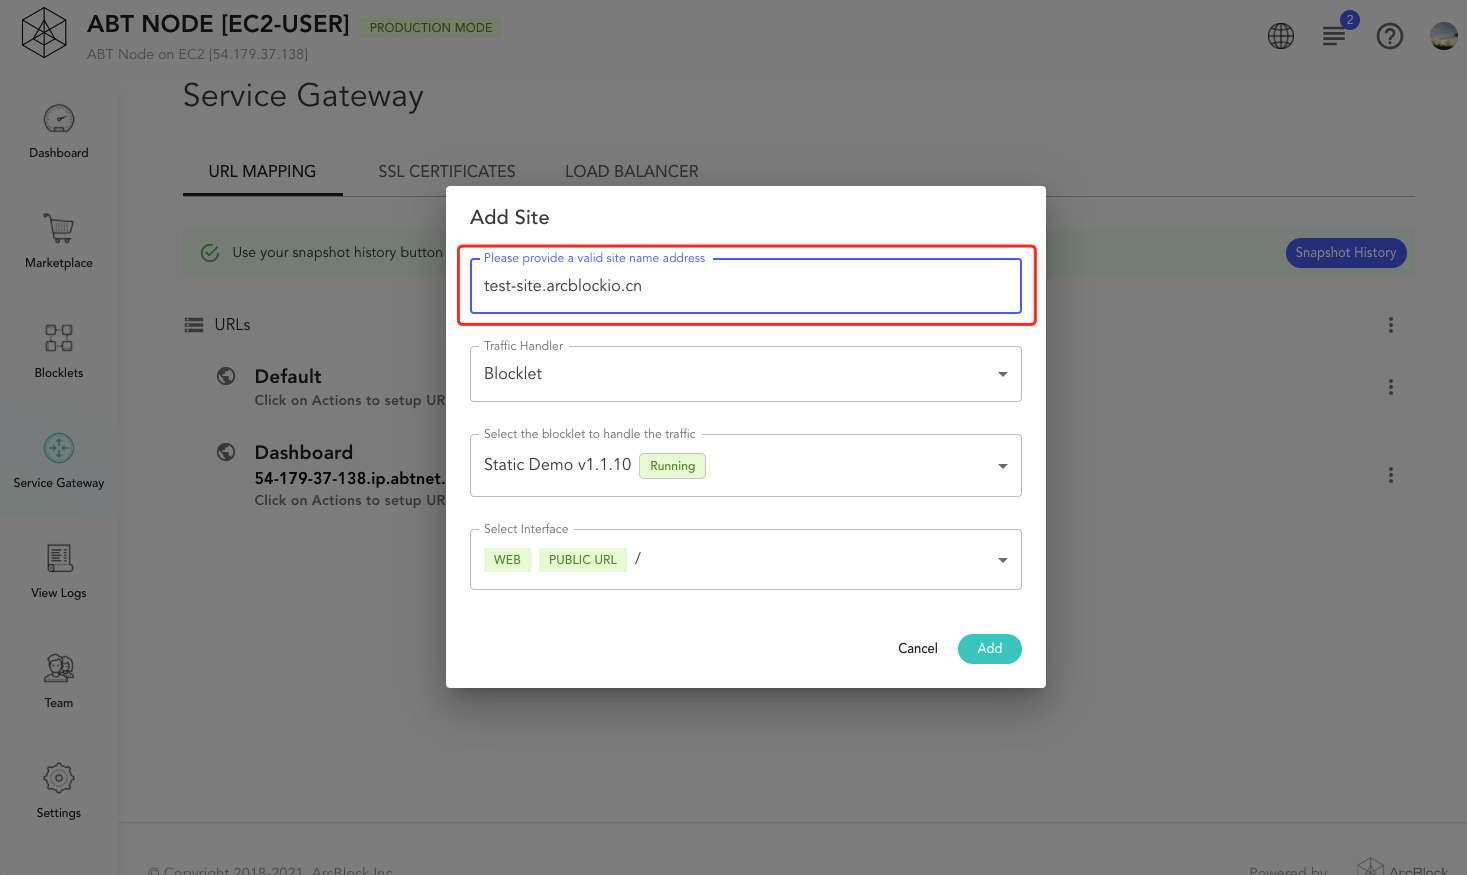 ABT NODE [EC2-USER]
PRODUCTION MODE
ABT Node on EC2 [54.179.37.138]
2
Dashboard
Marketplace
Blocklets
Service Gateway
View Logs
Team
Settings
Service Gateway
URL MAPPING
SSL CERTIFICATES
LOAD BALANCER
Use your snapshot history button
Snapshot History
URLs
Default
Click on Actions to setup UR
Dashboard
54-179-37-138.ip.abtnet.
Click on Actions to setup UR
Add Site
Please provide a valid site name address
test-site.arcblockio.cn
Traffic Handler
Blocklet
Select the blocklet to handle the traffic
Static Demo v1.1.10 Running
Select Interface
WEB PUBLIC URL /
Cancel
Add
© Copyright 2018-2021 ArcBlock Inc
Powered by
ArcBlock